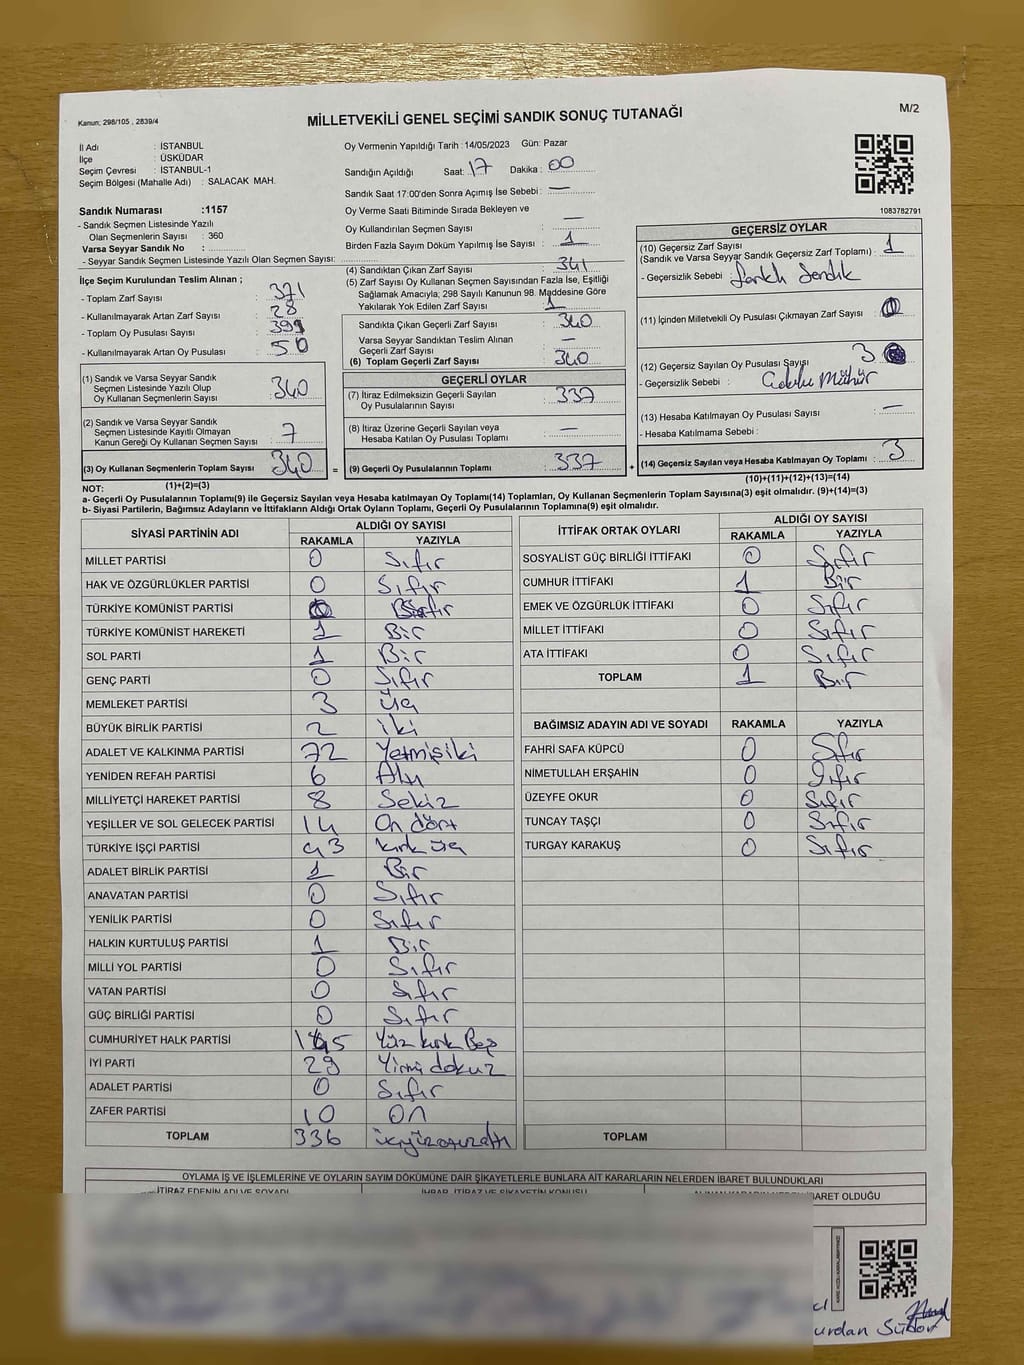 Kanun; 298/105 , 2839/4
MİLLETVEKİLİ GENEL SEÇİMİ SANDIK SONUÇ TUTANAĞI
M/2
İl Adı : İSTANBUL
İlçe : ÜSKÜDAR
Seçim Çevresi : İSTANBUL-1
Seçim Bölgesi (Mahalle Adı) : SALACAK MAH.
Sandık Numarası :1157
- Sandık Seçmen Listesinde Yazılı
Olan Seçmenlerin Sayısı : 360
Varsa Seyyar Sandık No :
- Seyyar Sandık Seçmen Listesinde Yazılı Olan Seçmen Sayısı:
İlçe Seçim Kurulundan Teslim Alınan ;
- Toplam Zarf Sayısı : 371
- Kullanılmayarak Artan Zarf Sayısı : 28
- Toplam Oy Pusulası Sayısı :
- Kullanılmayarak Artan Oy Pusulası : 50
(1) Sandık ve Varsa Seyyar Sandık
Seçmen Listesinde Yazılı Olup
Oy Kullanan Seçmenlerin Sayısı : 340
(2) Sandık ve Varsa Seyyar Sandık
Seçmen Listesinde Kayıtlı Olmayan
Kanun Gereği Oy Kullanan Seçmen Sayısı : 7
(3) Oy Kullanan Seçmenlerin Toplam Sayısı : 340
(1)+(2)=(3)
Oy Vermenin Yapıldığı Tarih : 14/05/2023 Gün: Pazar
Sandığın Açıldığı Saat: 17 Dakika : 00
Sandık Saat 17:00'den Sonra Açımış İse Sebebi : —
Oy Verme Saati Bitiminde Sırada Bekleyen ve
Oy Kullandırılan Seçmen Sayısı : —
Birden Fazla Sayım Döküm Yapılmış İse Sayısı : 1
(4) Sandıktan Çıkan Zarf Sayısı : 341
(5) Zarf Sayısı Oy Kullanan Seçmen Sayısından Fazla İse, Eşitliği
Sağlamak Amacıyla; 298 Sayılı Kanunun 98. Maddesine Göre
Yakılarak Yok Edilen Zarf Sayısı : 1
Sandıkta Çıkan Geçerli Zarf Sayısı : 340
Varsa Seyyar Sandıktan Teslim Alınan
Geçerli Zarf Sayısı : —
(6) Toplam Geçerli Zarf Sayısı : 340
GEÇERLİ OYLAR
(7) İtiraz Edilmeksizin Geçerli Sayılan
Oy Pusulalarının Sayısı : 337
(8) İtiraz Üzerine Geçerli Sayılan veya
Hesaba Katılan Oy Pusulası Toplamı : —
= (9) Geçerli Oy Pusulalarının Toplamı : 337
1083782791
GEÇERSİZ OYLAR
(10) Geçersiz Zarf Sayısı
(Sandık ve Varsa Seyyar Sandık Geçersiz Zarf Toplamı) : 1
- Geçersizlik Sebebi : Farklı Sandık
(11) İçinden Milletvekili Oy Pusulası Çıkmayan Zarf Sayısı :
(12) Geçersiz Sayılan Oy Pusulası Sayısı : 3
- Geçersizlik Sebebi : Mühür
(13) Hesaba Katılmayan Oy Pusulası Sayısı : —
- Hesaba Katılmama Sebebi :
+ (14) Geçersiz Sayılan veya Hesaba Katılmayan Oy Toplamı : 3
(10)+(11)+(12)+(13)=(14)
NOT:
a- Geçerli Oy Pusulalarının Toplamı(9) ile Geçersiz Sayılan veya Hesaba katılmayan Oy Toplamı(14) Toplamları, Oy Kullanan Seçmenlerin Toplam Sayısına(3) eşit olmalıdır. (9)+(14)=(3)
b- Siyasi Partilerin, Bağımsız Adayların ve İttifakların Aldığı Ortak Oyların Toplamı, Geçerli Oy Pusulalarının Toplamına(9) eşit olmalıdır.
SİYASİ PARTİNİN ADI ALDIĞI OY SAYISI
RAKAMLA YAZIYLA
MİLLET PARTİSİ 0 Sıfır
HAK VE ÖZGÜRLÜKLER PARTİSİ 0 Sıfır
TÜRKİYE KOMÜNİST PARTİSİ
TÜRKİYE KOMÜNİST HAREKETİ 1 Bir
SOL PARTİ 1 Bir
GENÇ PARTİ 0 Sıfır
MEMLEKET PARTİSİ 3 üç
BÜYÜK BİRLİK PARTİSİ 2 iki
ADALET VE KALKINMA PARTİSİ 72 Yetmişiki
YENİDEN REFAH PARTİSİ 6 Altı
MİLLİYETÇİ HAREKET PARTİSİ 8 Sekiz
YEŞİLLER VE SOL GELECEK PARTİSİ 14 On dört
TÜRKİYE İŞÇİ PARTİSİ 43 kırk üç
ADALET BİRLİK PARTİSİ 1 Bir
ANAVATAN PARTİSİ 0 Sıfır
YENİLİK PARTİSİ 0 Sıfır
HALKIN KURTULUŞ PARTİSİ 1 Bir
MİLLİ YOL PARTİSİ 0 Sıfır
VATAN PARTİSİ 0 Sıfır
GÜÇ BİRLİĞİ PARTİSİ 0 Sıfır
CUMHURİYET HALK PARTİSİ 145 Yüz kırk Beş
İYİ PARTİ 29 Yirmi dokuz
ADALET PARTİSİ 0 Sıfır
ZAFER PARTİSİ 10 ON
TOPLAM 336 üçyüzotuzaltı
İTTİFAK ORTAK OYLARI ALDIĞI OY SAYISI
RAKAMLA YAZIYLA
SOSYALİST GÜÇ BİRLİĞİ İTTİFAKI 0 Sıfır
CUMHUR İTTİFAKI 1 Bir
EMEK VE ÖZGÜRLÜK İTTİFAKI 0 Sıfır
MİLLET İTTİFAKI 0 Sıfır
ATA İTTİFAKI 0 Sıfır
TOPLAM 1 Bir
BAĞIMSIZ ADAYIN ADI VE SOYADI RAKAMLA YAZIYLA
FAHRİ SAFA KÜPCÜ 0 Sıfır
NİMETULLAH ERŞAHİN 0 Sıfır
ÜZEYFE OKUR 0 Sıfır
TUNCAY TAŞÇI 0 Sıfır
TURGAY KARAKUŞ 0 Sıfır
TOPLAM
OYLAMA İŞ VE İŞLEMLERİNE VE OYLARIN SAYIM DÖKÜMÜNE DAİR ŞİKAYETLERLE BUNLARA AİT KARARLARIN NELERDEN İBARET BULUNDUKLARI
İTİRAZ EDENİN ADI VE SOYADI İHBAR, İTİRAZ VE ŞİKAYETİN KONUSU ALINAN KARARIN NEDEN İBARET OLDUĞU